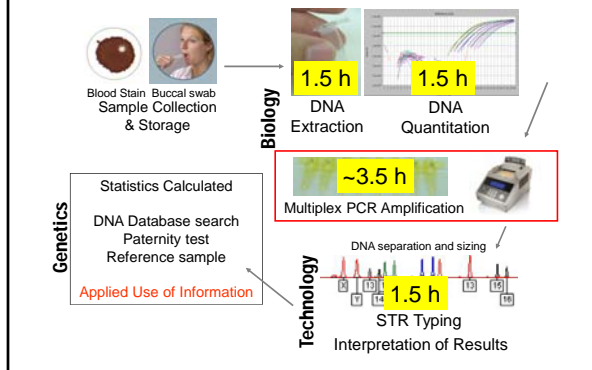 Blood Stain Buccal swab
Sample Collection
& Storage
Biology
1.5 h
DNA
Extraction
1.5 h
DNA
Quantitation
~3.5 h
Multiplex PCR Amplification
Genetics
Statistics Calculated
DNA Database search
Paternity test
Reference sample
Applied Use of Information
Technology
DNA separation and sizing
1.5 h
X 13 13 15
Y 14 16
STR Typing
Interpretation of Results